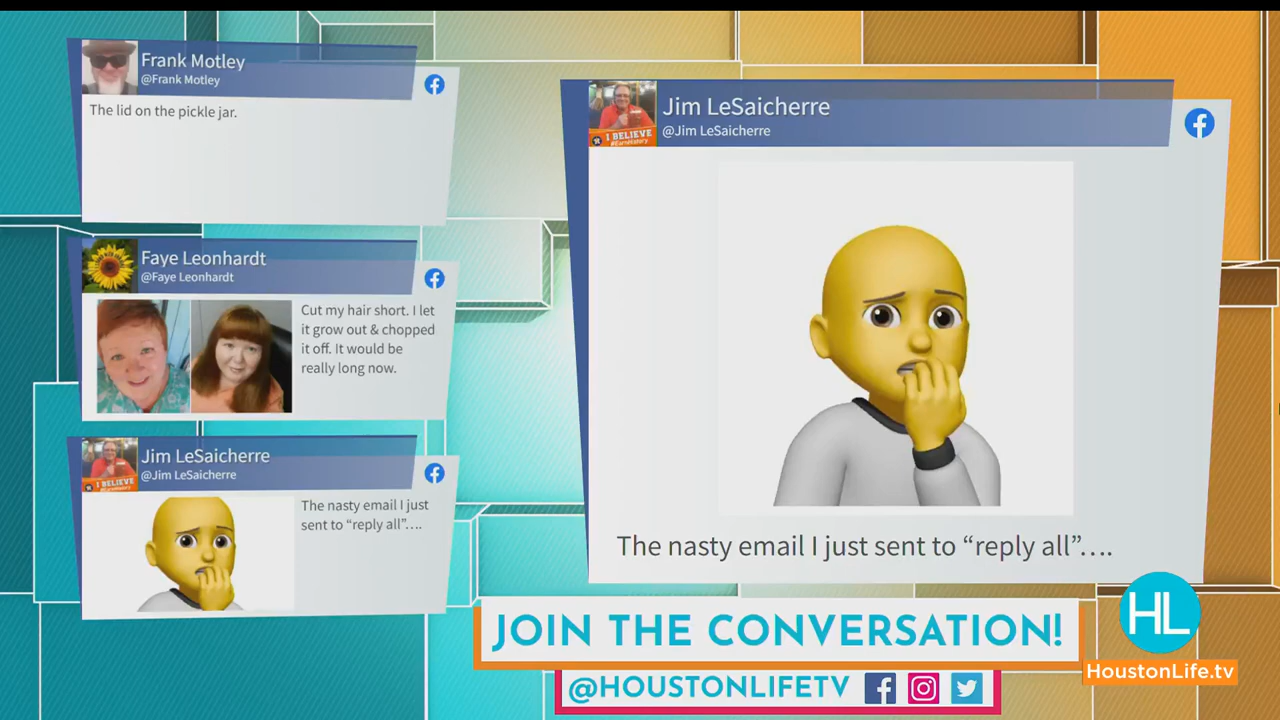 Frank Motley
@Frank Motley
The lid on the pickle jar.
Faye Leonhardt
@Faye Leonhardt
Cut my hair short. I let
it grow out & chopped
it off. It would be
really long now.
Jim LeSaicherre
@Jim LeSaicherre
I BELIEVE
The nasty email I just
sent to “reply all”....
Jim LeSaicherre
@Jim LeSaicherre
I BELIEVE
#EarnHistory
The nasty email I just sent to “reply all”....
JOIN THE CONVERSATION!
@HOUSTONLIFETV
HL
HoustonLife.tv